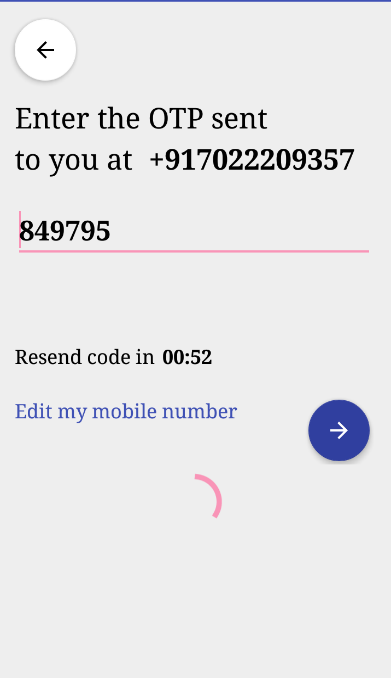 Enter the OTP sent
to you at +917022209357
849795
Resend code in 00:52
Edit my mobile number